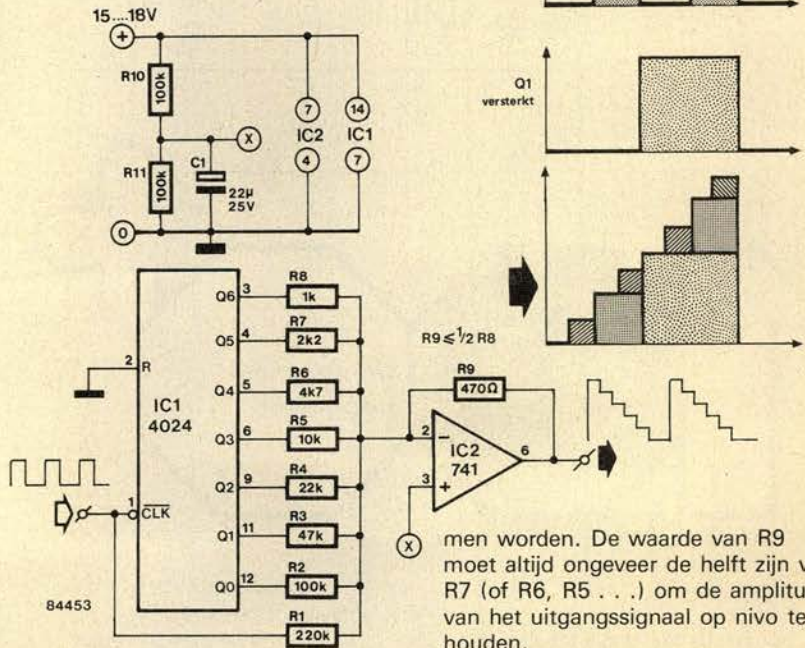 15....18V
+
R10
100k
7
14
X
IC2
IC1
R11
100k
C1
4
7
22µ
25V
0
Q1
versterkt
R8
Q6 3 1k
R7
Q5 4 2k2
R9 ≤ 1/2 R8
2 R
R6
Q4 5 4k7
R9
470Ω
IC1
4024
R5
Q3 6 10k
2 −
IC2
741
6
R4
Q2 9 22k
3 +
1 CLK
R3
Q1 11 47k
X
R2
Q0 12 100k
84453
R1
220k
men worden. De waarde van R9
moet altijd ongeveer de helft zijn
R7 (of R6, R5 . . .) om de
van het uitgangssignaal op nivo
houden.